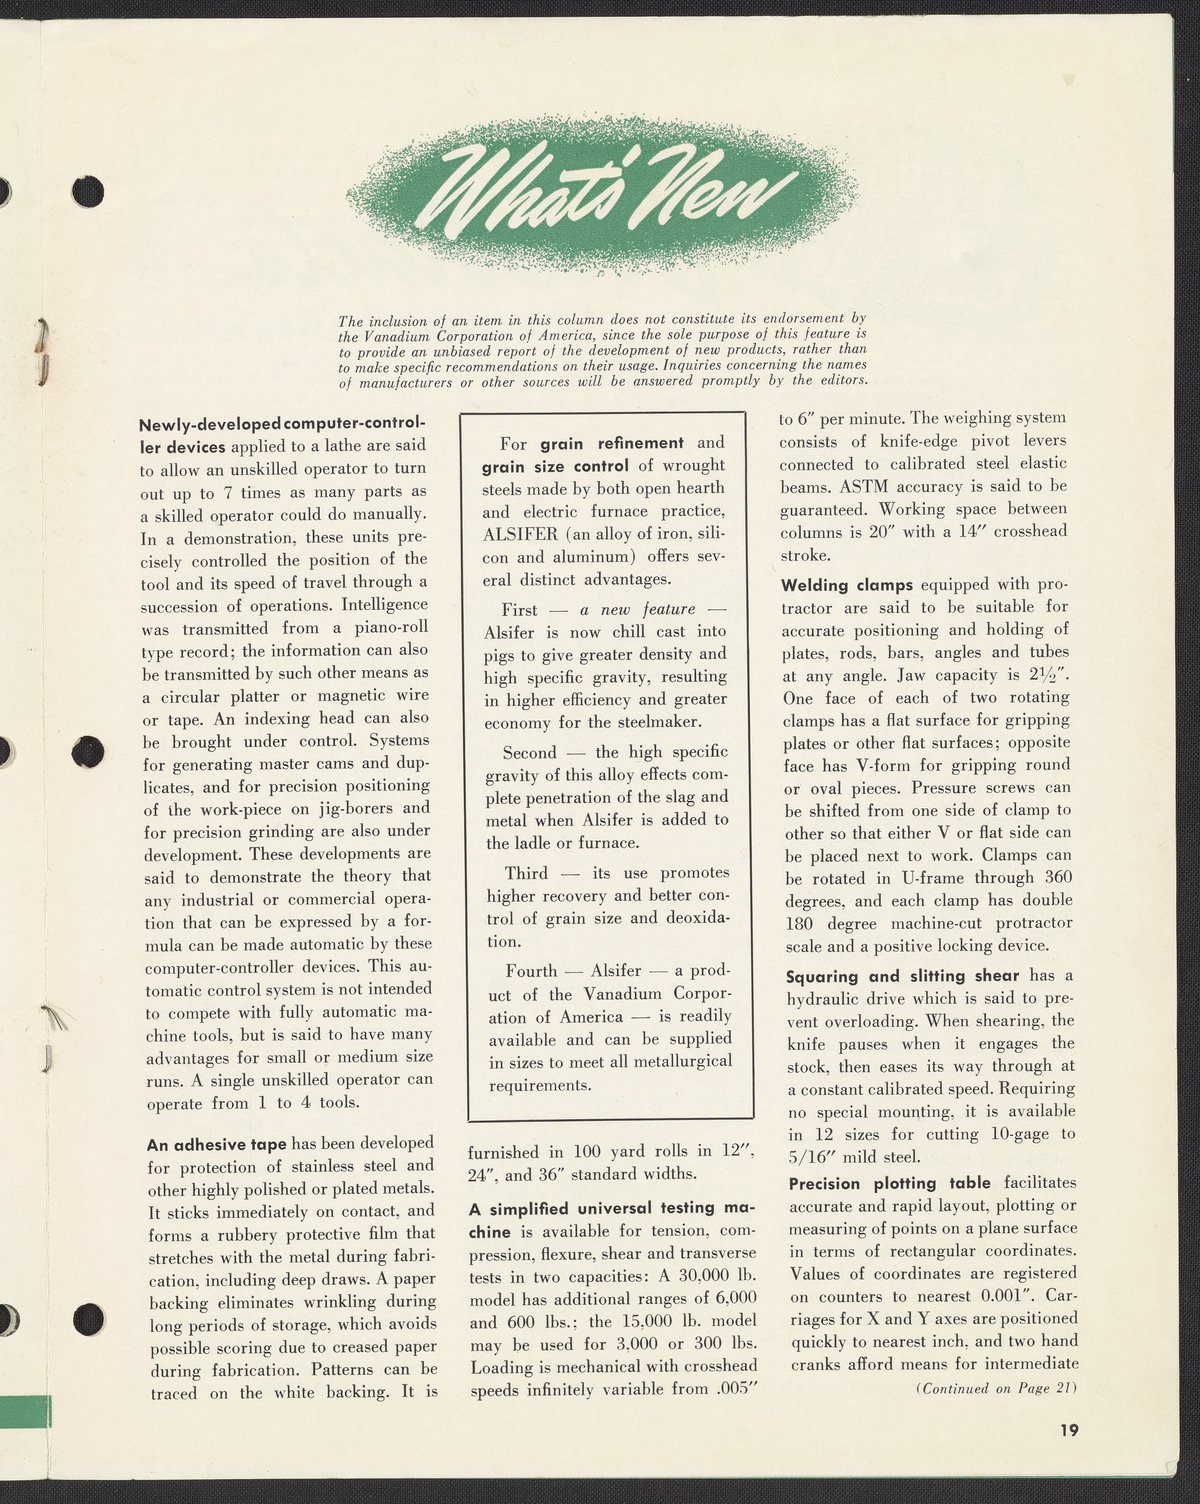 What's New
The inclusion of an item in this column does not constitute its endorsement by
the Vanadium Corporation of America, since the sole purpose of this feature is
to provide an unbiased report of the development of new products, rather than
to make specific recommendations on their usage. Inquiries concerning the names
of manufacturers or other sources will be answered promptly by the editors.
Newly-developed computer-control-
ler devices applied to a lathe are said
to allow an unskilled operator to turn
out up to 7 times as many parts as
a skilled operator could do manually.
In a demonstration, these units pre-
cisely controlled the position of the
tool and its speed of travel through a
succession of operations. Intelligence
was transmitted from a piano-roll
type record; the information can also
be transmitted by such other means as
a circular platter or magnetic wire
or tape. An indexing head can also
be brought under control. Systems
for generating master cams and dup-
licates, and for precision positioning
of the work-piece on jig-borers and
for precision grinding are also under
development. These developments are
said to demonstrate the theory that
any industrial or commercial opera-
tion that can be expressed by a for-
mula can be made automatic by these
computer-controller devices. This au-
tomatic control system is not intended
to compete with fully automatic ma-
chine tools, but is said to have many
advantages for small or medium size
runs. A single unskilled operator can
operate from 1 to 4 tools.
An adhesive tape has been developed
for protection of stainless steel and
other highly polished or plated metals.
It sticks immediately on contact, and
forms a rubbery protective film that
stretches with the metal during fabri-
cation, including deep draws. A paper
backing eliminates wrinkling during
long periods of storage, which avoids
possible scoring due to creased paper
during fabrication. Patterns can be
traced on the white backing. It is
For grain refinement and
grain size control of wrought
steels made by both open hearth
and electric furnace practice,
ALSIFER (an alloy of iron, sili-
con and aluminum) offers sev-
eral distinct advantages.
First — a new feature —
Alsifer is now chill cast into
pigs to give greater density and
high specific gravity, resulting
in higher efficiency and greater
economy for the steelmaker.
Second — the high specific
gravity of this alloy effects com-
plete penetration of the slag and
metal when Alsifer is added to
the ladle or furnace.
Third — its use promotes
higher recovery and better con-
trol of grain size and deoxida-
tion.
Fourth — Alsifer — a prod-
uct of the Vanadium Corpor-
ation of America — is readily
available and can be supplied
in sizes to meet all metallurgical
requirements.
furnished in 100 yard rolls in 12″,
24″, and 36″ standard widths.
A simplified universal testing ma-
chine is available for tension, com-
pression, flexure, shear and transverse
tests in two capacities: A 30,000 lb.
model has additional ranges of 6,000
and 600 lbs.; the 15,000 lb. model
may be used for 3,000 or 300 lbs.
Loading is mechanical with crosshead
speeds infinitely variable from .005″
to 6″ per minute. The weighing system
consists of knife-edge pivot levers
connected to calibrated steel elastic
beams. ASTM accuracy is said to be
guaranteed. Working space between
columns is 20″ with a 14″ crosshead
stroke.
Welding clamps equipped with pro-
tractor are said to be suitable for
accurate positioning and holding of
plates, rods, bars, angles and tubes
at any angle. Jaw capacity is 2½″.
One face of each of two rotating
clamps has a flat surface for gripping
plates or other flat surfaces; opposite
face has V-form for gripping round
or oval pieces. Pressure screws can
be shifted from one side of clamp to
other so that either V or flat side can
be placed next to work. Clamps can
be rotated in U-frame through 360
degrees, and each clamp has double
180 degree machine-cut protractor
scale and a positive locking device.
Squaring and slitting shear has a
hydraulic drive which is said to pre-
vent overloading. When shearing, the
knife pauses when it engages the
stock, then eases its way through at
a constant calibrated speed. Requiring
no special mounting, it is available
in 12 sizes for cutting 10-gage to
5/16″ mild steel.
Precision plotting table facilitates
accurate and rapid layout, plotting or
measuring of points on a plane surface
in terms of rectangular coordinates.
Values of coordinates are registered
on counters to nearest 0.001″. Car-
riages for X and Y axes are positioned
quickly to nearest inch, and two hand
cranks afford means for intermediate
(Continued on Page 21)
19